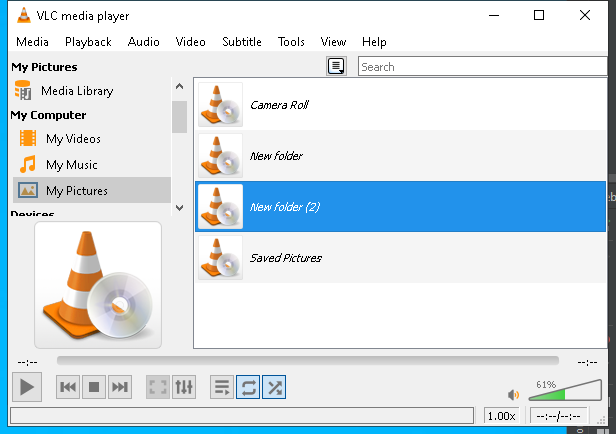 VLC media player
Media Playback Audio Video Subtitle Tools View Help
My Pictures
Search
Media Library
My Computer
My Videos
My Music
My Pictures
Devices
Camera Roll
New folder
New folder (2)
Saved Pictures
--:-- --:--
61%
1.00x --:--/--:--